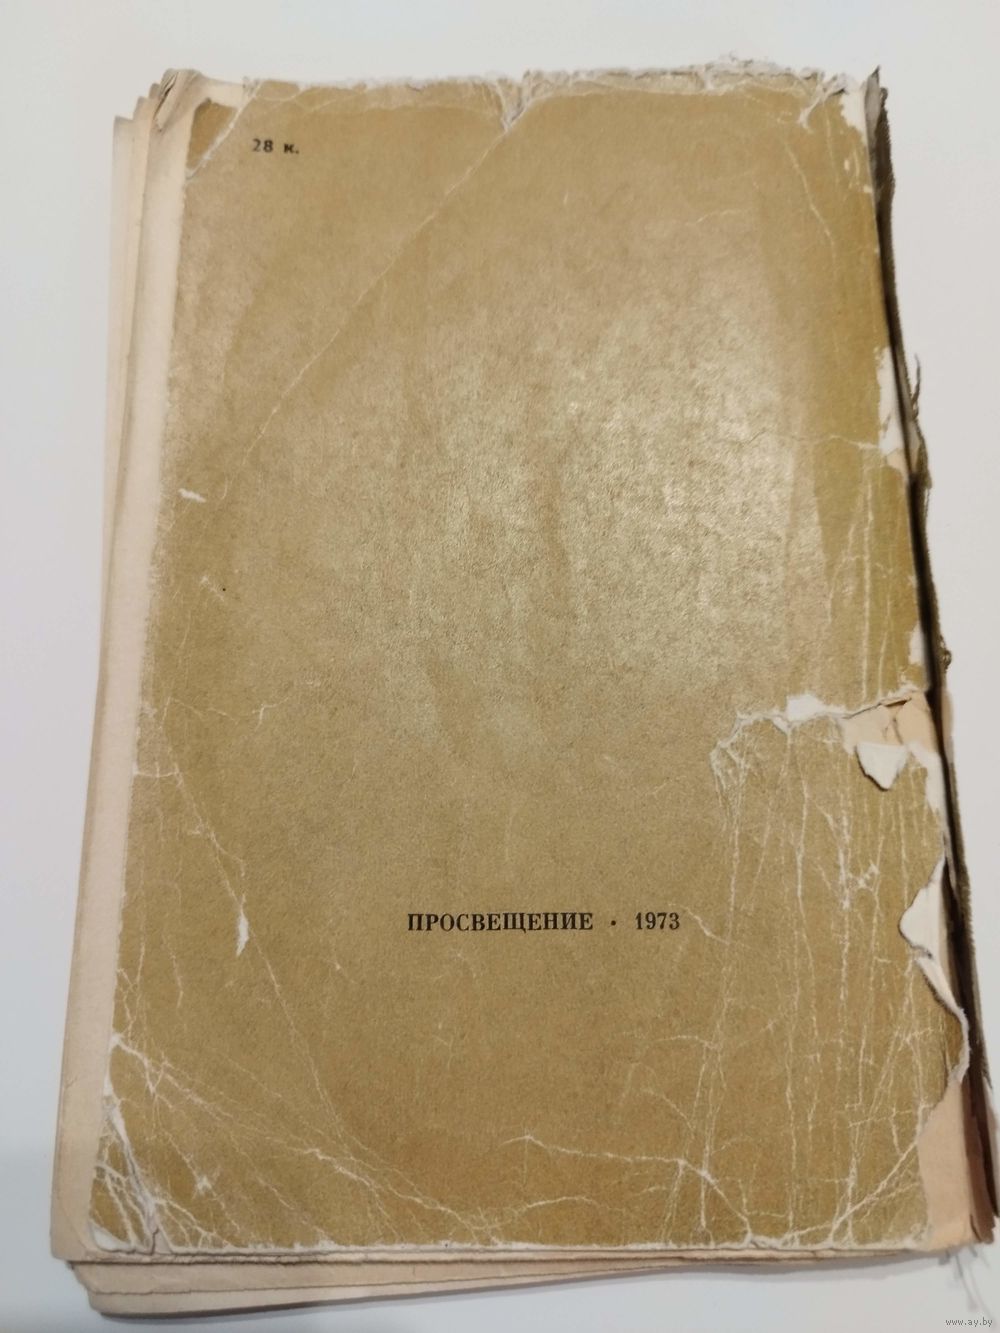 28 к.
ПРОСВЕЩЕНИЕ · 1973
www.ay.by